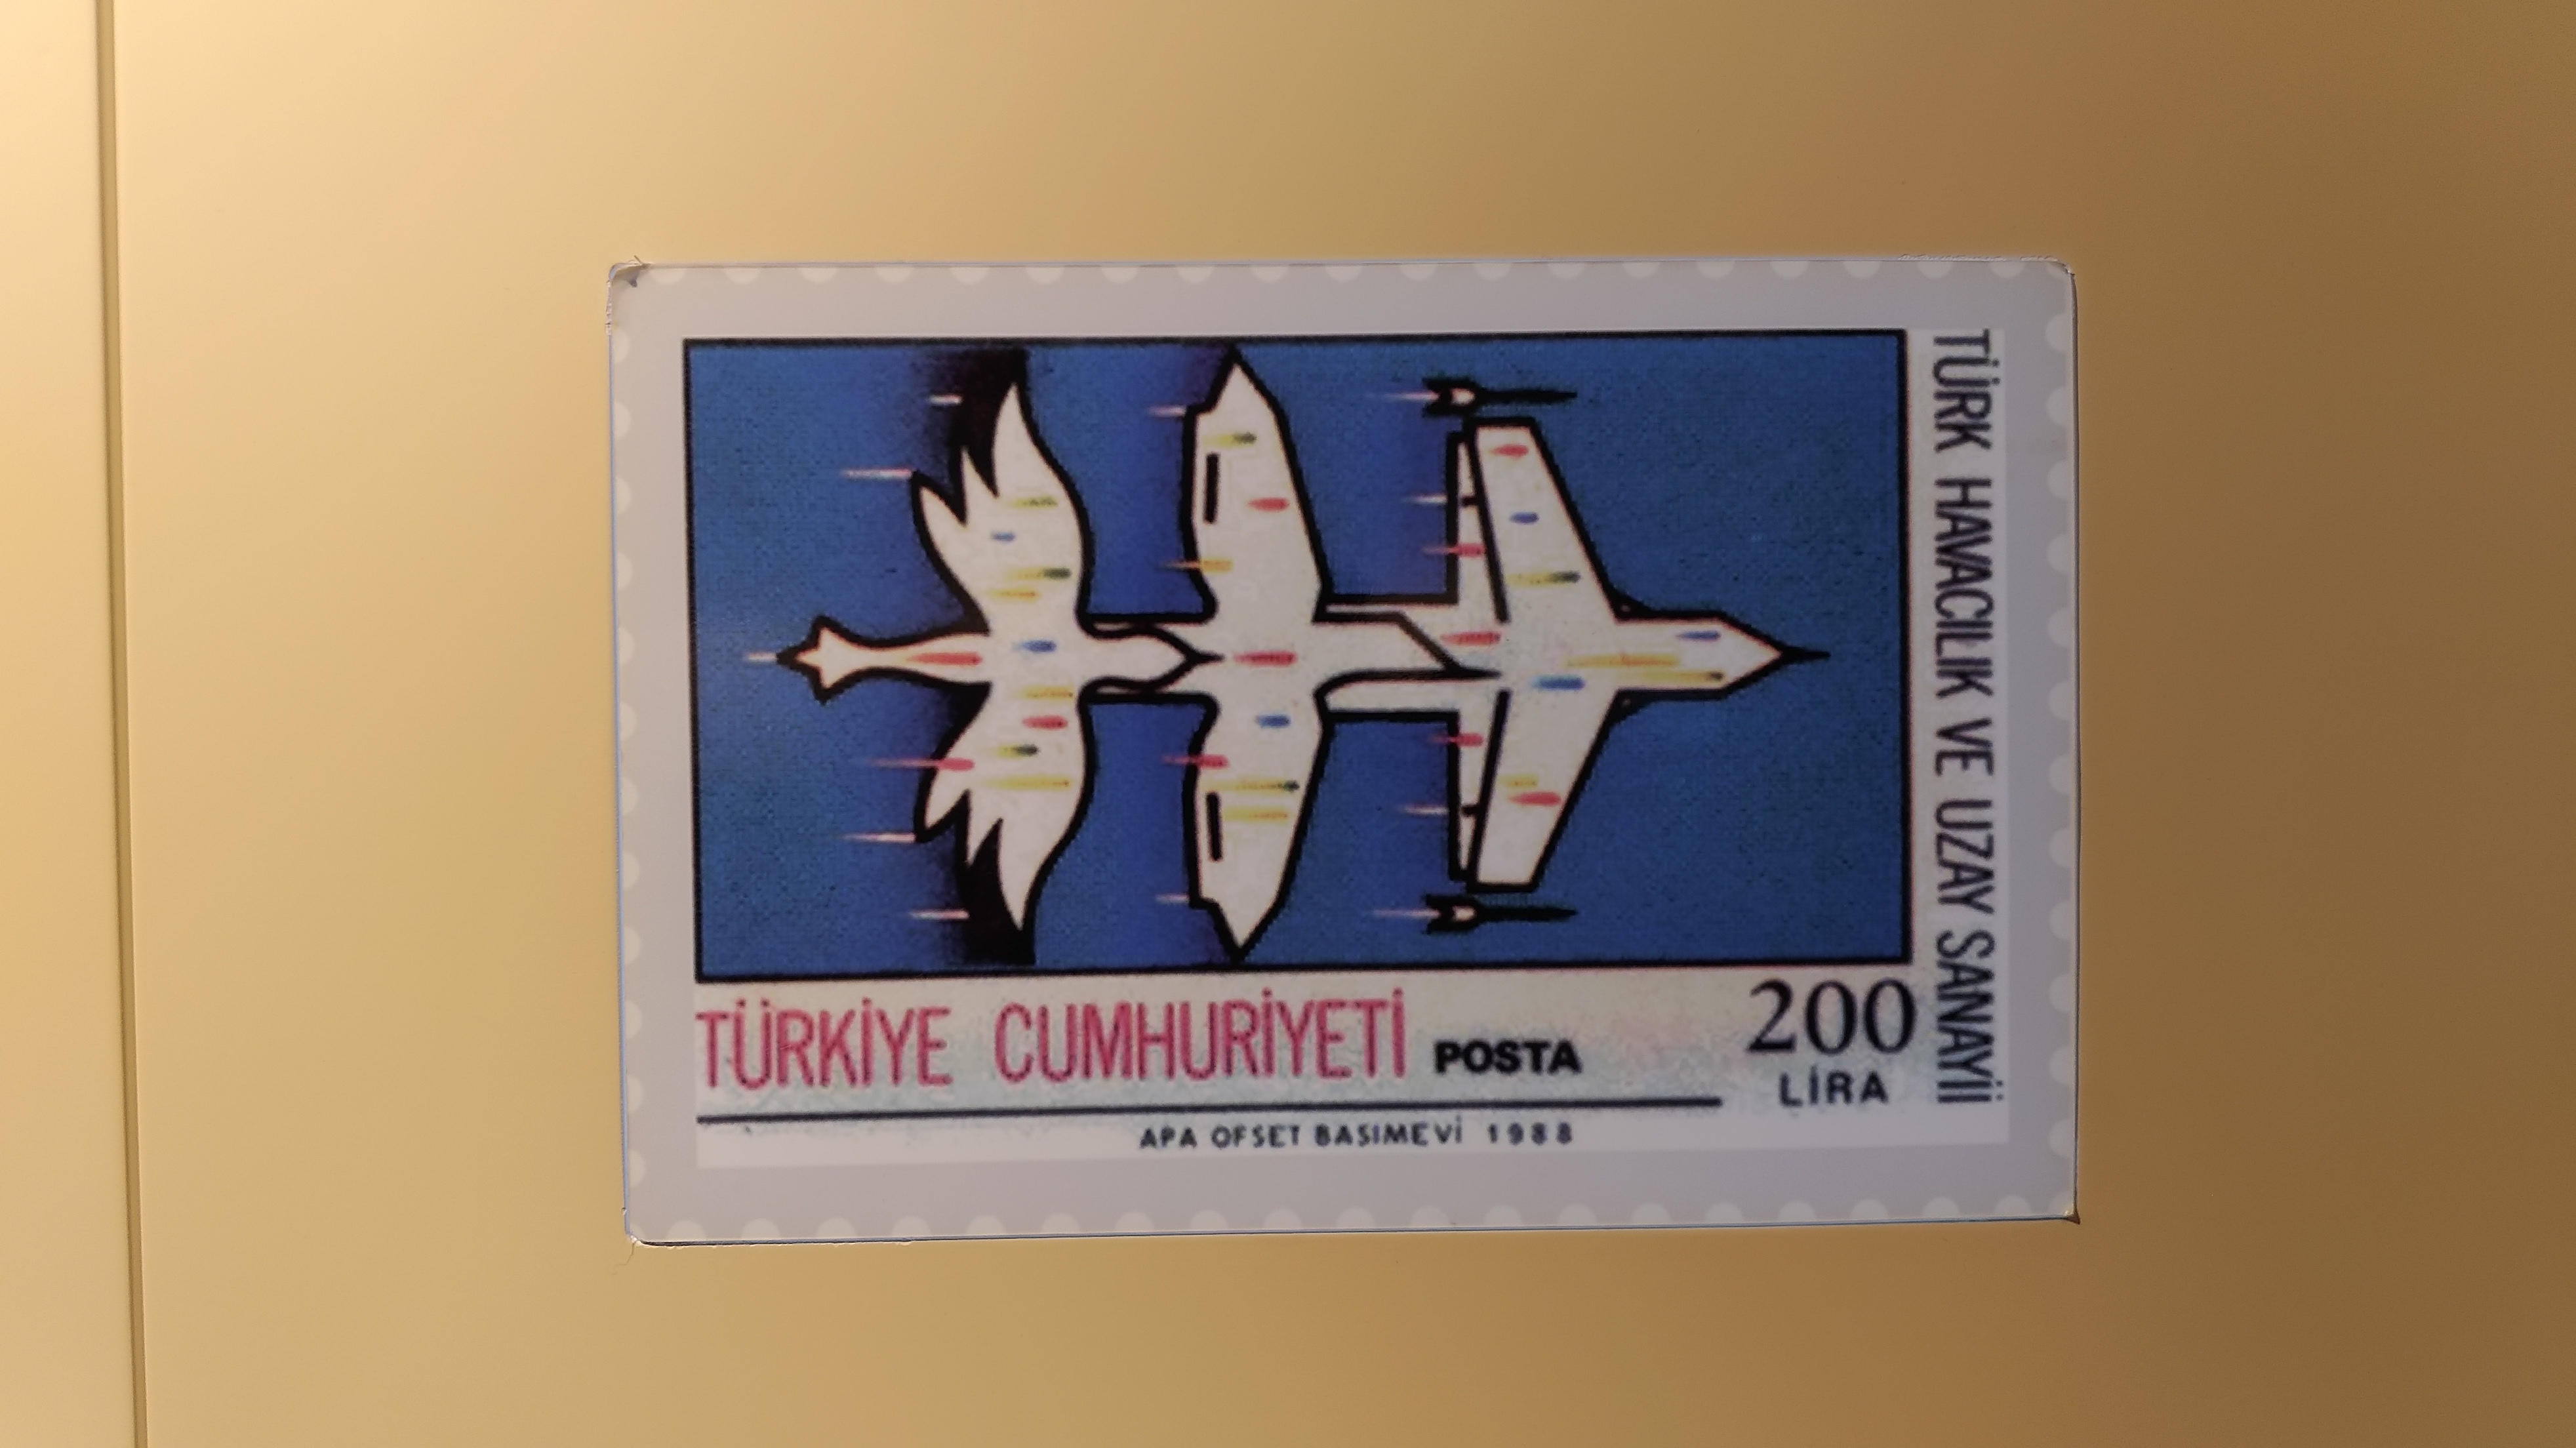 TÜRKİYE CUMHURİYETİ POSTA
200
LİRA
APA OFSET BASIMEVİ 1988
TÜRK HAVACILIK VE UZAY SANAYİİ